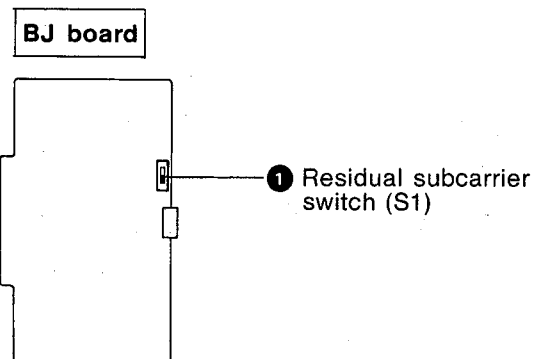 BJ board
❶ Residual subcarrier
switch (S1)